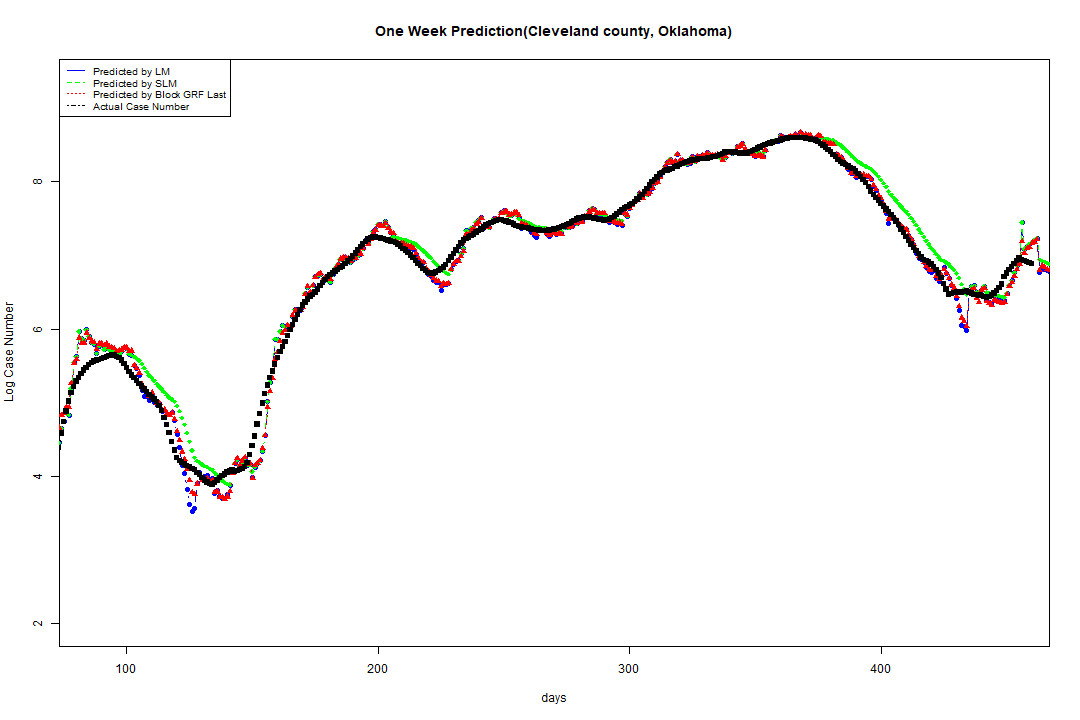 One Week Prediction(Cleveland county, Oklahoma)
Predicted by LM
Predicted by SLM
Predicted by Block GRF Last
Actual Case Number
8
6
4
2
Log Case Number
100
200
300
400
days